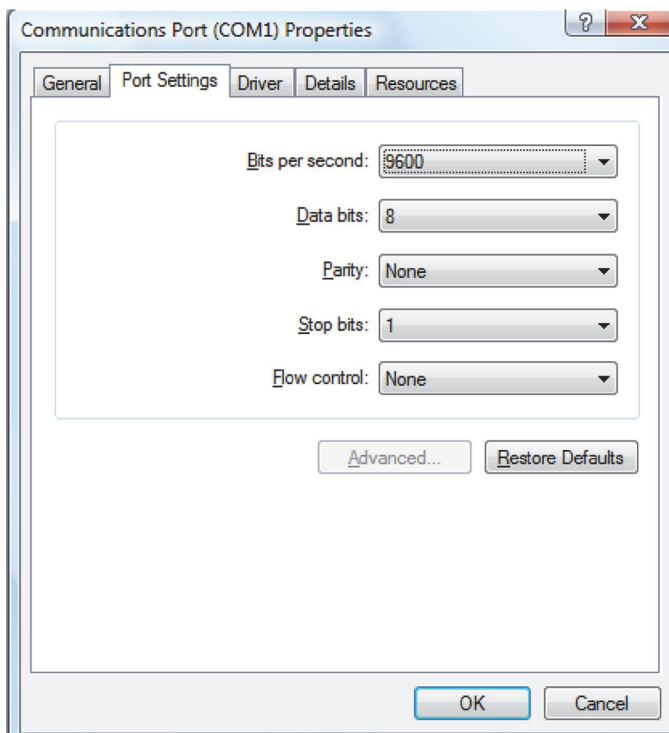 Communications Port (COM1) Properties
?
X
General Port Settings Driver Details Resources
Bits per second: 9600
Data bits: 8
Parity: None
Stop bits: 1
Flow control: None
Advanced... Restore Defaults
OK Cancel